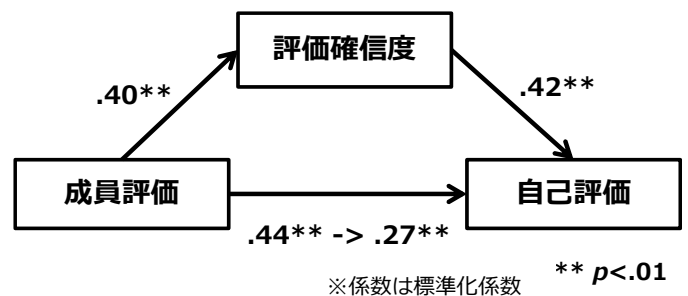 評価確信度
.40**
.42**
成員評価
自己評価
.44** -> .27**
** p<.01
※係数は標準化係数